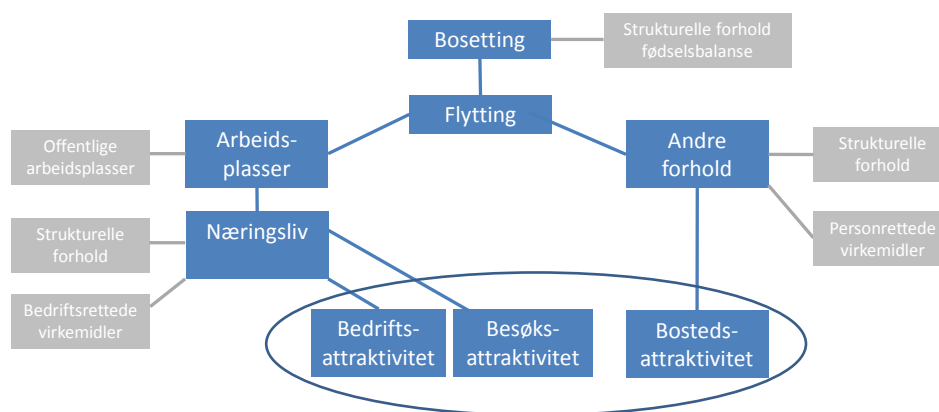 Bosetting
Strukturelle forhold
fødselsbalanse
Flytting
Offentlige
arbeidsplasser
Arbeids-
plasser
Andre
forhold
Strukturelle
forhold
Strukturelle
forhold
Næringsliv
Personrettede
virkemidler
Bedriftsrettede
virkemidler
Bedrifts-
attraktivitet
Besøks-
attraktivitet
Bosteds-
attraktivitet